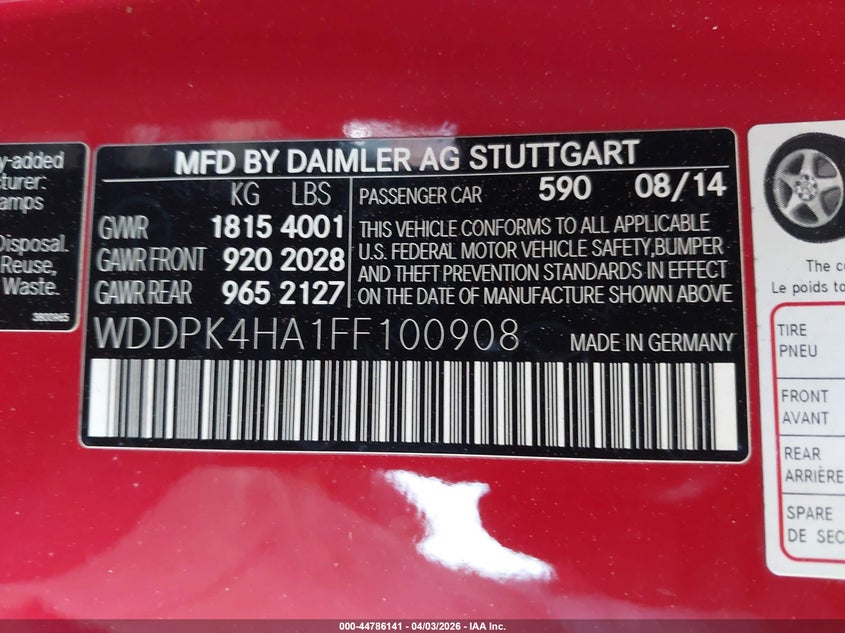 y-added
cturer:
amps
Disposal.
Reuse,
Waste.
3800965
MFD BY DAIMLER AG STUTTGART
KG LBS
GVWR 1815 4001
GAWR FRONT 920 2028
GAWR REAR 965 2127
PASSENGER CAR 590 08/14
THIS VEHICLE CONFORMS TO ALL APPLICABLE
U.S. FEDERAL MOTOR VEHICLE SAFETY,BUMPER
AND THEFT PREVENTION STANDARDS IN EFFECT
ON THE DATE OF MANUFACTURE SHOWN ABOVE
WDDPK4HA1FF100908 MADE IN GERMANY
The c
Le poids to
TIRE
PNEU
FRONT
AVANT
REAR
ARRIÈRE
SPARE
DE SEC
000-44786141 | 04/03/2026 - IAA Inc.